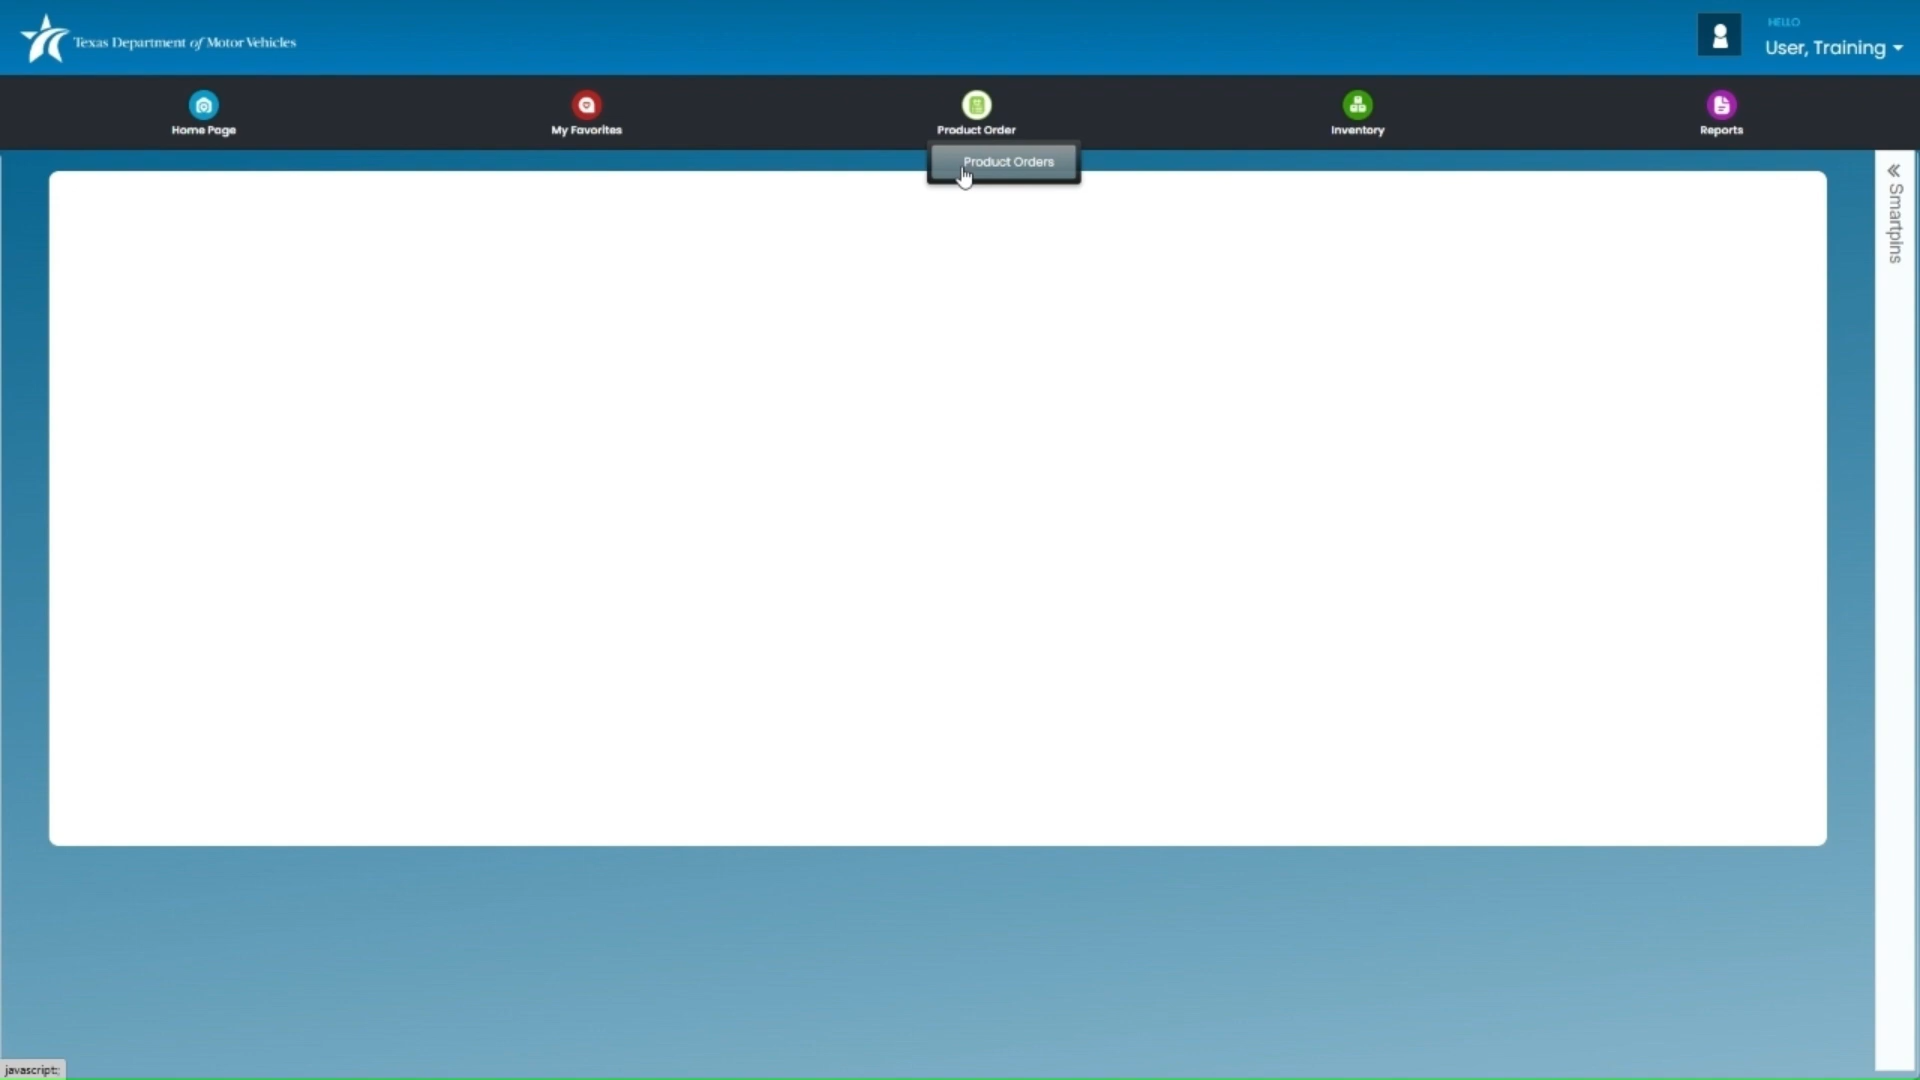 Texas Department of Motor Vehicles
HELLO
User, Training
Home Page
My Favorites
Product Order
Inventory
Reports
Product Orders
Smartpins
javascript:;